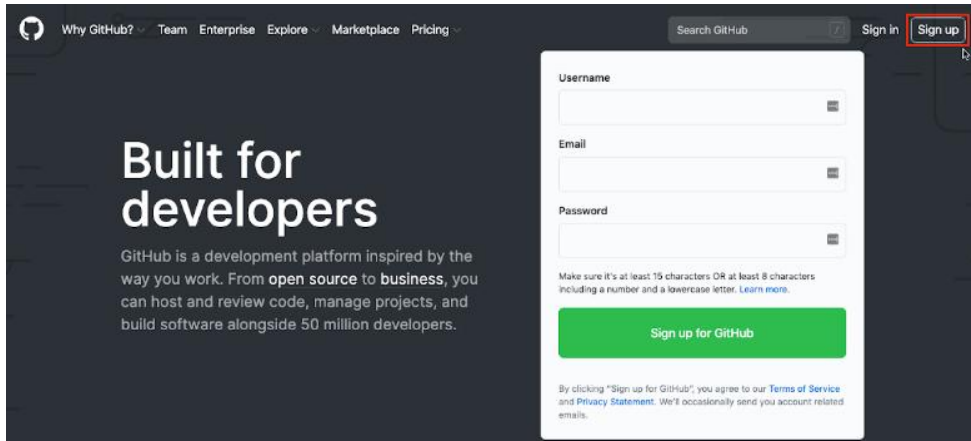 Why GitHub? Team Enterprise Explore Marketplace Pricing Search GitHub / Sign in Sign up
Built for
developers
GitHub is a development platform inspired by the
way you work. From open source to business, you
can host and review code, manage projects, and
build software alongside 50 million developers.
Username
Email
Password
Make sure it's at least 15 characters OR at least 8 characters
including a number and a lowercase letter. Learn more.
Sign up for GitHub
By clicking "Sign up for GitHub", you agree to our Terms of Service
and Privacy Statement. We'll occasionally send you account related
emails.